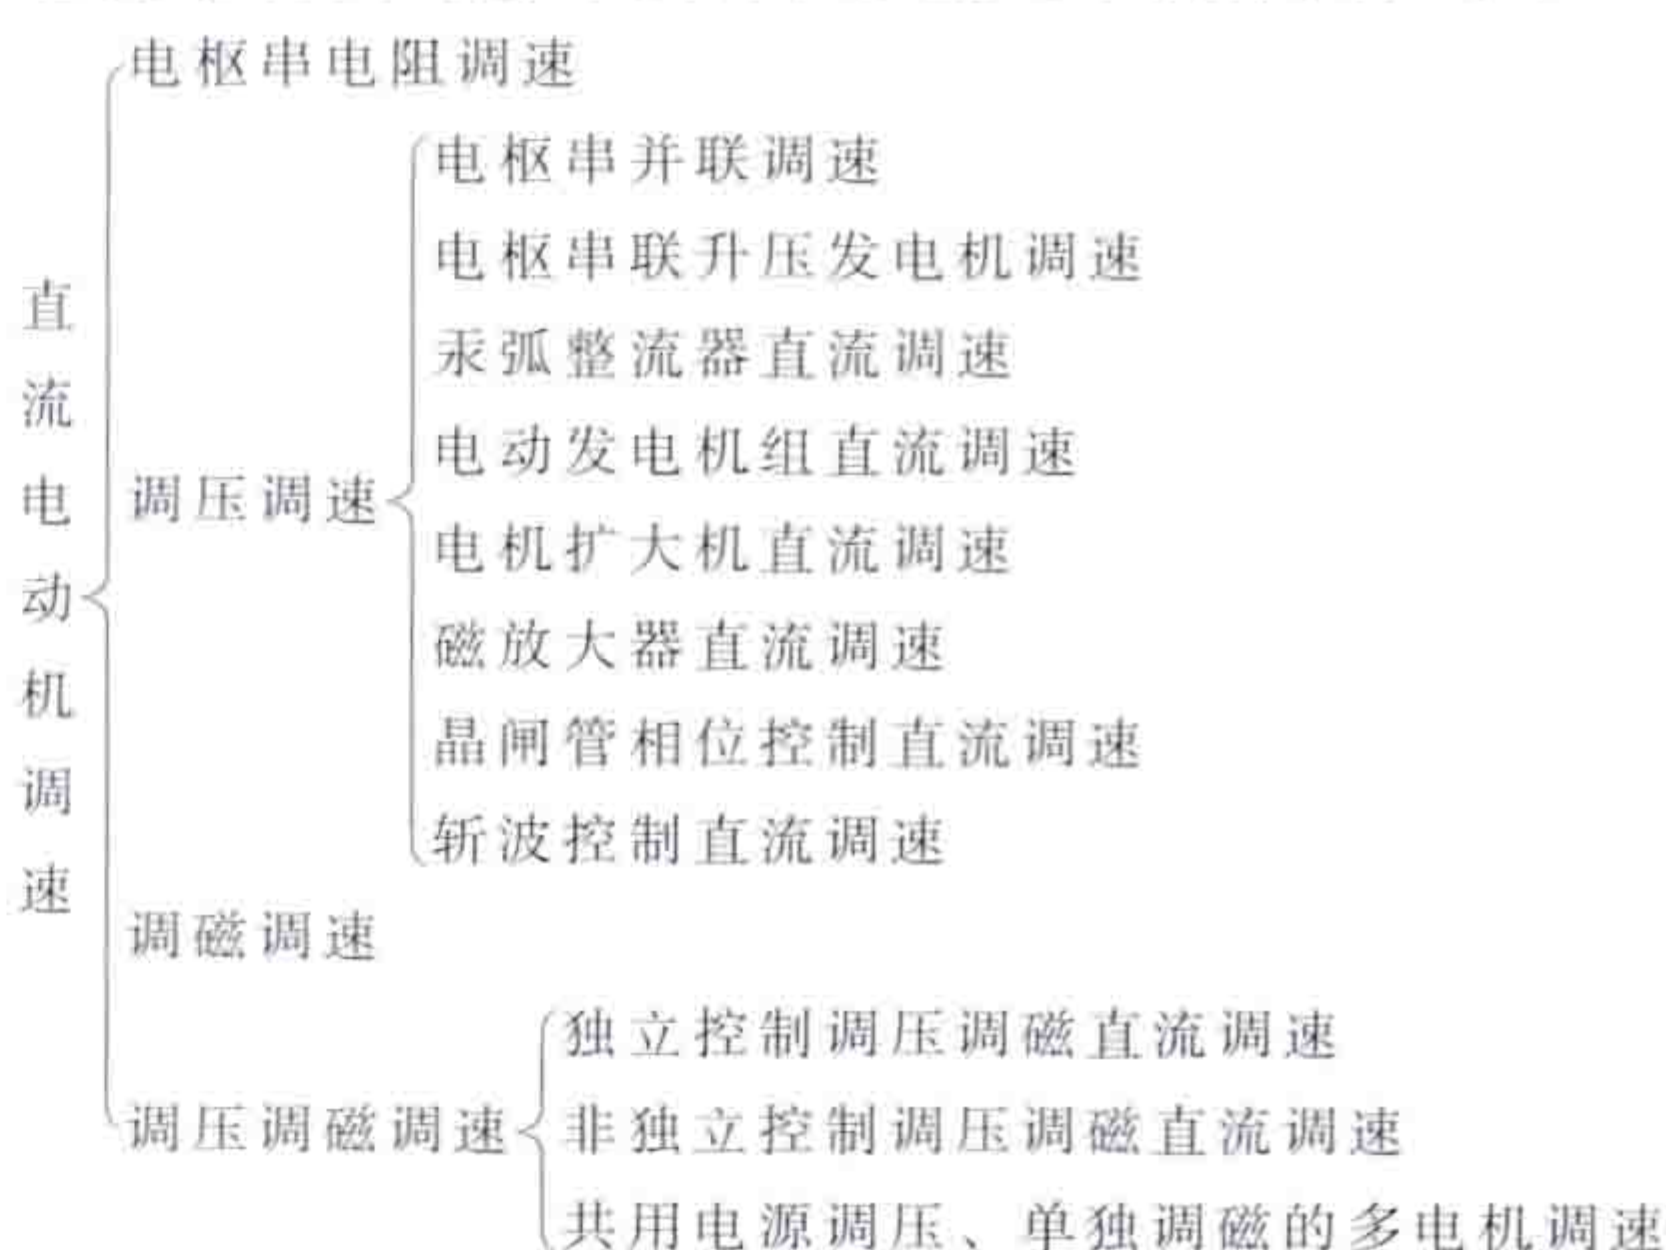 直流电动机调速
电枢串电阻调速
调压调速
电枢串并联调速
电枢串联升压发电机调速
汞弧整流器直流调速
电动发电机组直流调速
电机扩大机直流调速
磁放大器直流调速
晶闸管相位控制直流调速
斩波控制直流调速
调磁调速
调压调磁调速
独立控制调压调磁直流调速
非独立控制调压调磁直流调速
共用电源调压、单独调磁的多电机调速